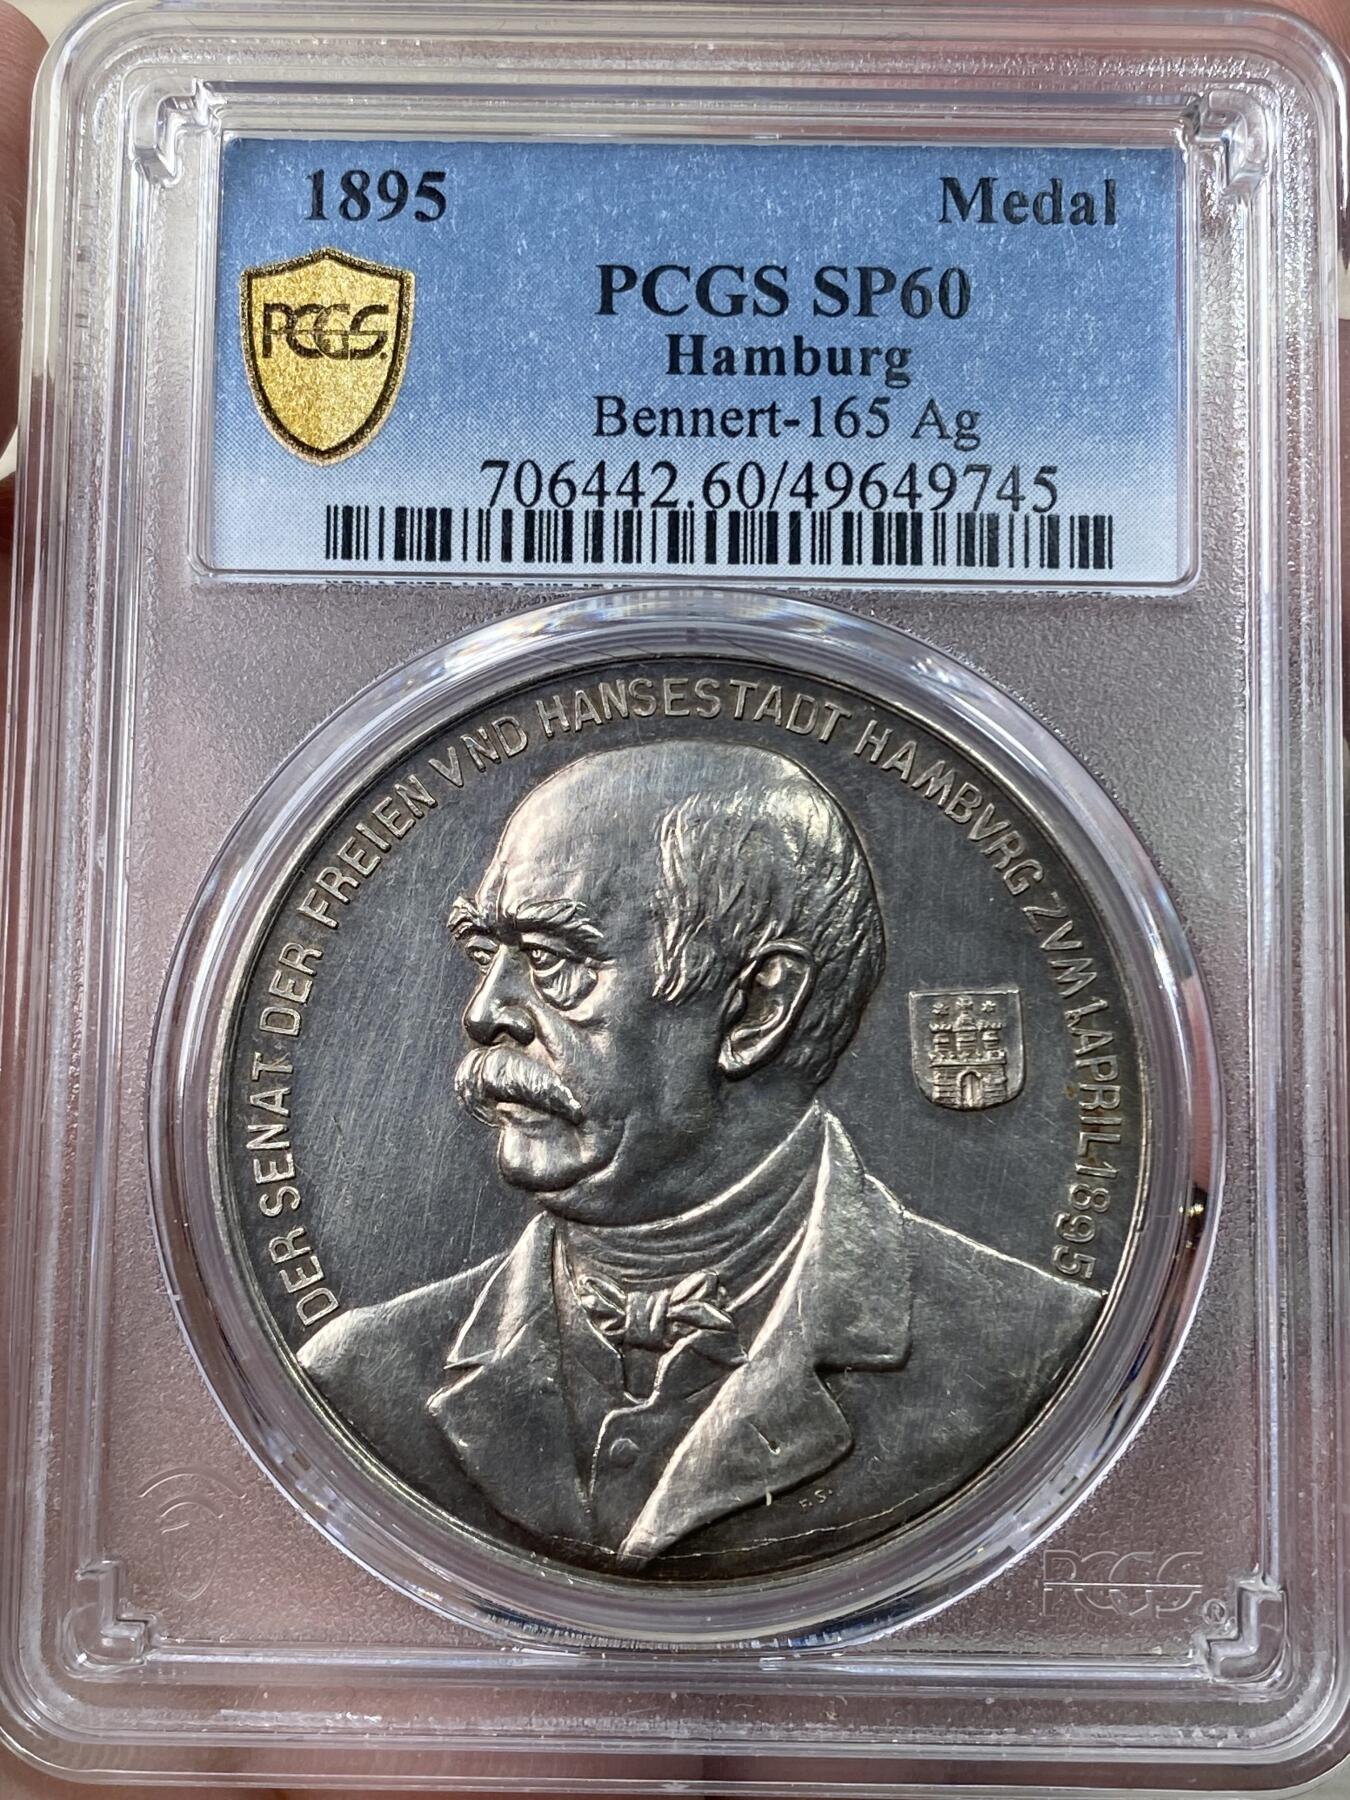 1895 Medal
PCGS
PCGS SP60
Hamburg
Bennert-165 Ag
706442.60/49649745
DER SENAT DER FREIEN VND HANSESTADT HAMBVRG ZVM 1. APRIL 1895
F. S.
PCGS